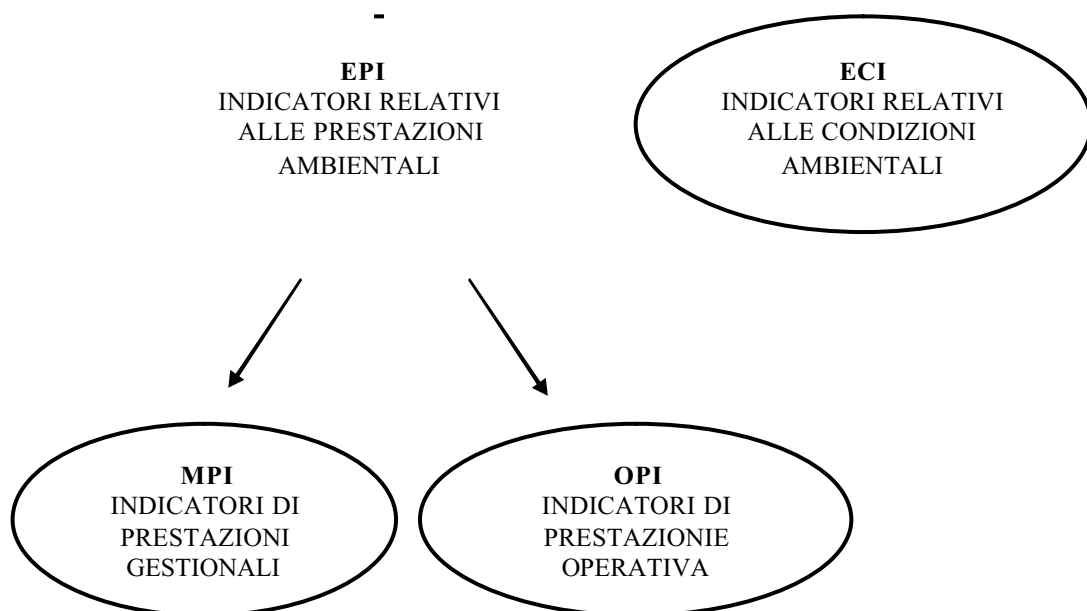 EPI
INDICATORI RELATIVI
ALLE PRESTAZIONI
AMBIENTALI
ECI
INDICATORI RELATIVI
ALLE CONDIZIONI
AMBIENTALI
MPI
INDICATORI DI
PRESTAZIONI
GESTIONALI
OPI
INDICATORI DI
PRESTAZIONIE
OPERATIVA